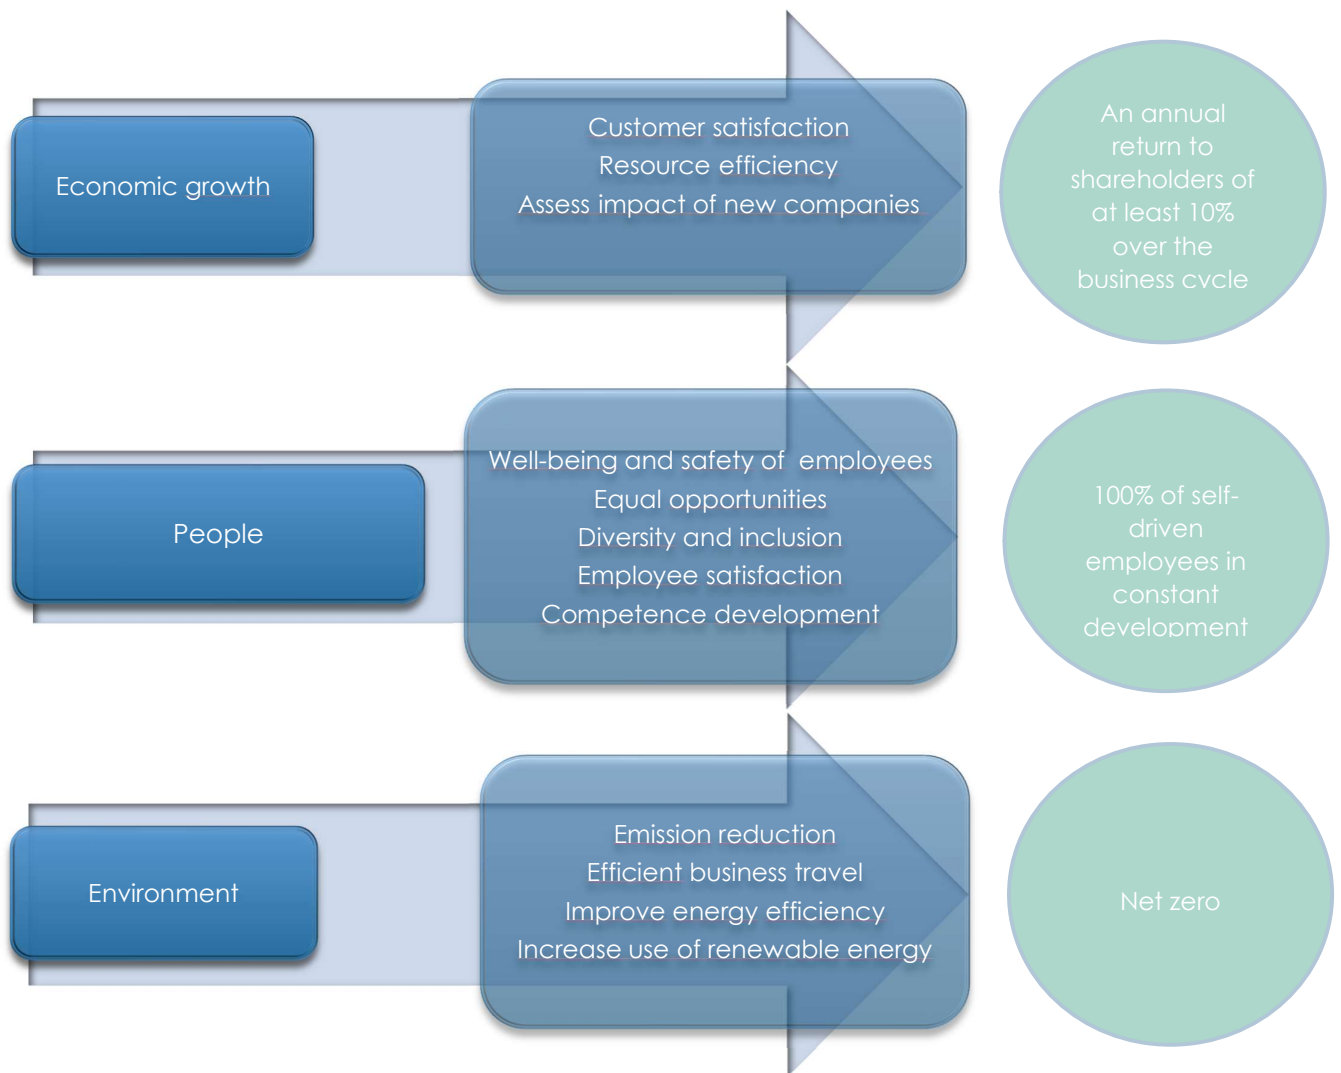 Economic growth
Customer satisfaction
Resource efficiency
Assess impact of new companies
An annual
return to
shareholders of
at least 10%
over the
business cycle
People
Well-being and safety of employees
Equal opportunities
Diversity and inclusion
Employee satisfaction
Competence development
100% of self-
driven
employees in
constant
development
Environment
Emission reduction
Efficient business travel
Improve energy efficiency
Increase use of renewable energy
Net zero